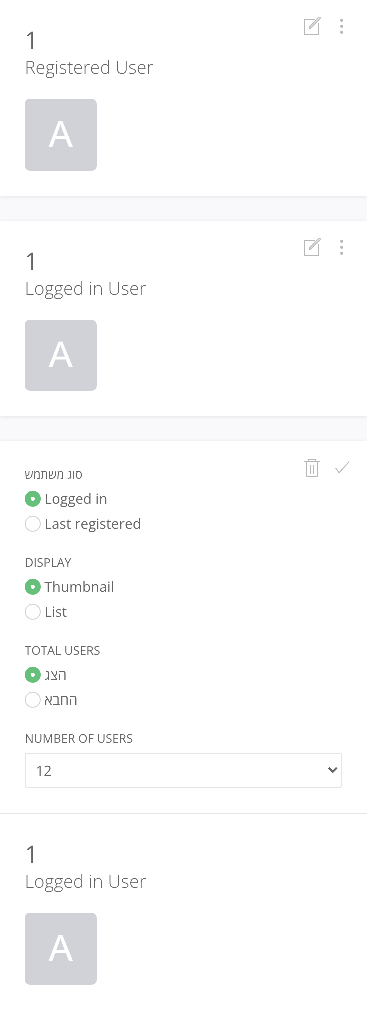 1
Registered User
A
1
Logged in User
A
סוג משתמש
Logged in
Last registered
DISPLAY
Thumbnail
List
TOTAL USERS
הצג
החבא
NUMBER OF USERS
12
1
Logged in User
A